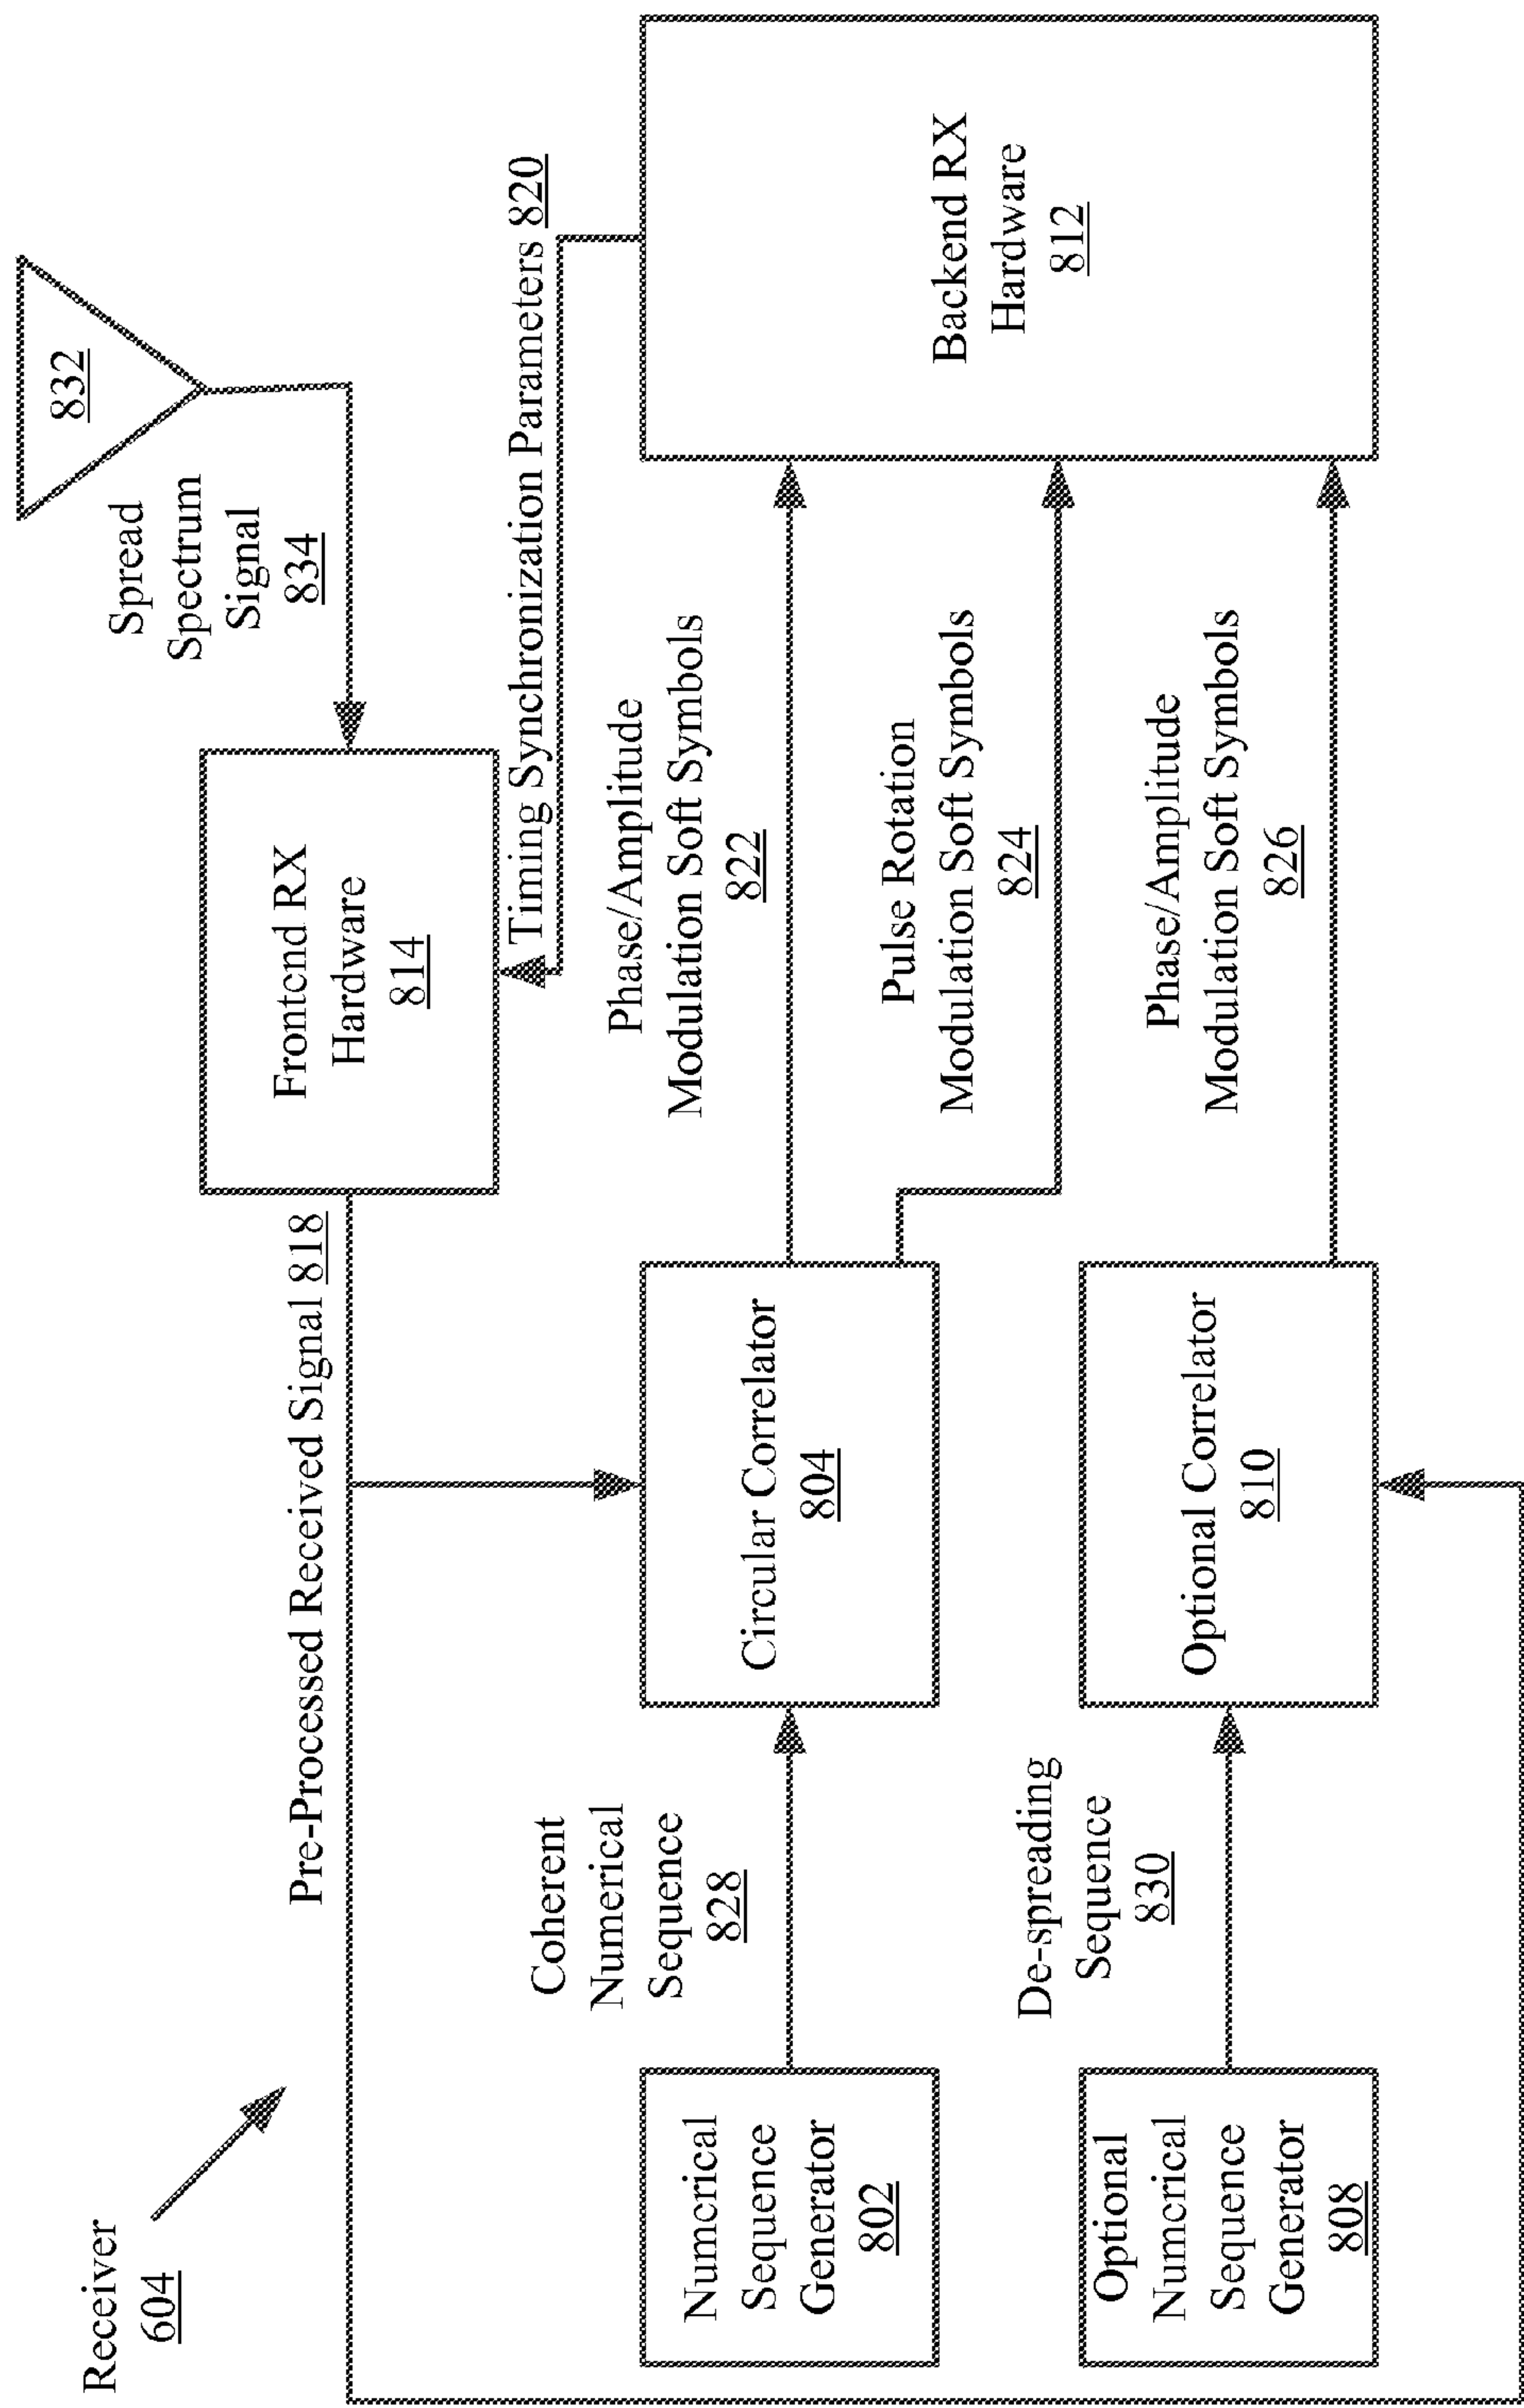 Receiver
604
832
Spread
Spectrum
Signal
834
Frontend RX
Hardware
814
Pre-Processed Received Signal 818
Timing Synchronization Parameters 820
Coherent
Numerical
Sequence
828
Numerical
Sequence
Generator
802
Circular Correlator
804
Phase/Amplitude
Modulation Soft Symbols
822
Pulse Rotation
Modulation Soft Symbols
824
Backend RX
Hardware
812
De-spreading
Sequence
830
Optional
Numerical
Sequence
Generator
808
Optional Correlator
810
Phase/Amplitude
Modulation Soft Symbols
826